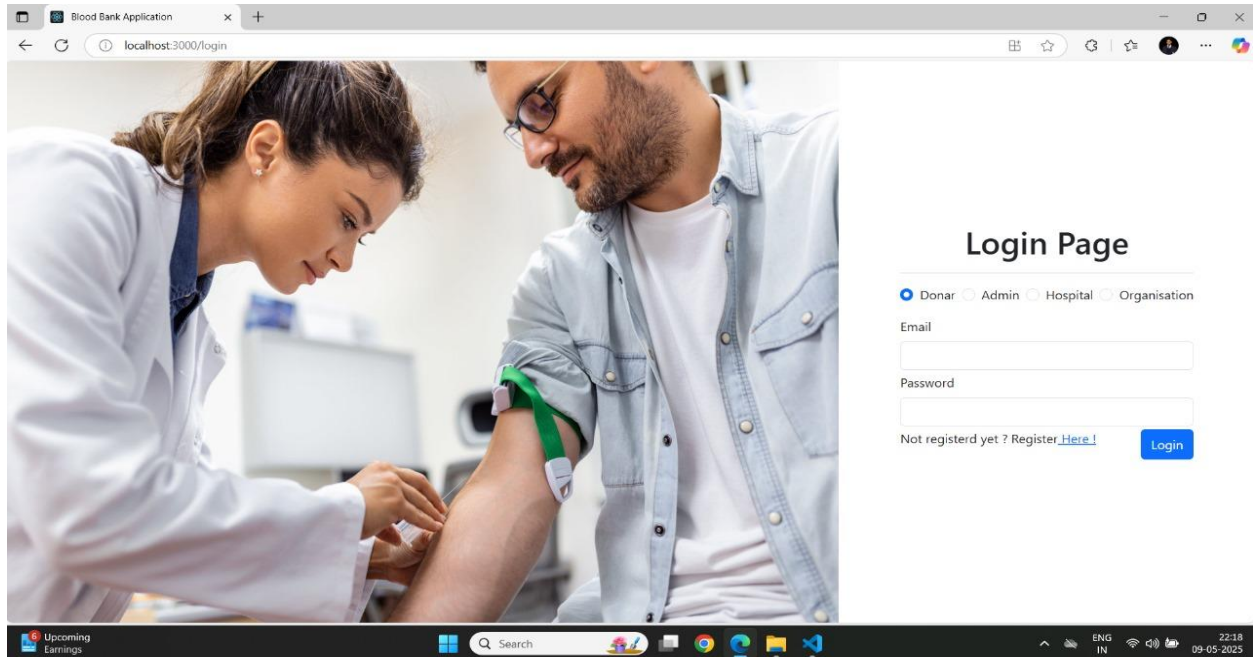 Blood Bank Application
localhost:3000/login
Login Page
Donar Admin Hospital Organisation
Email
Password
Not registerd yet ? Register Here !
Login
6
Upcoming
Earnings
Search
ENG
IN
22:18
09-05-2025